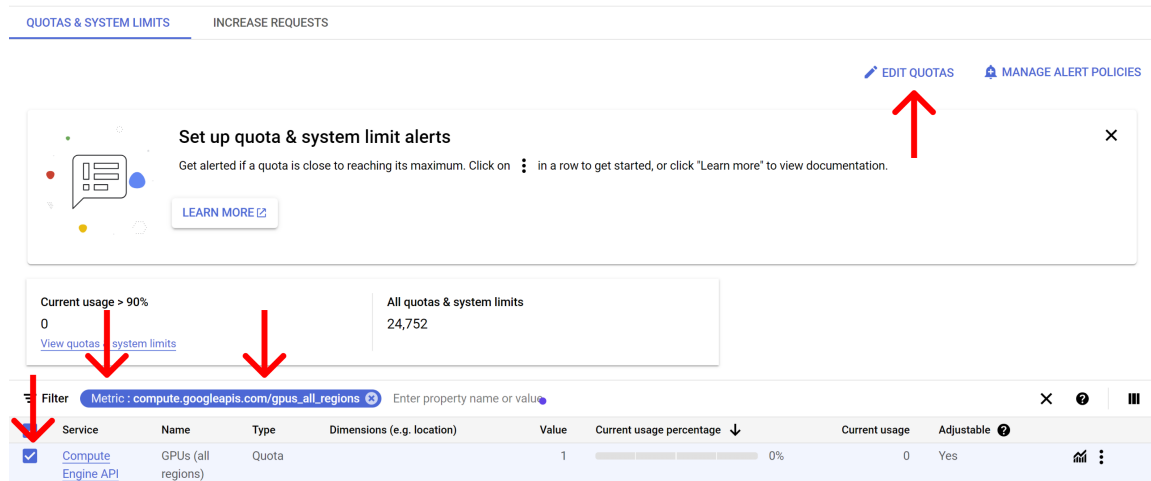 QUOTAS & SYSTEM LIMITS INCREASE REQUESTS
EDIT QUOTAS MANAGE ALERT POLICIES
Set up quota & system limit alerts
Get alerted if a quota is close to reaching its maximum. Click on in a row to get started, or click "Learn more" to view documentation.
LEARN MORE
Current usage > 90% All quotas & system limits
0 24,752
View quotas & system limits
Filter Metric : compute.googleapis.com/gpus_all_regions Enter property name or value
Service Name Type Dimensions (e.g. location) Value Current usage percentage Current usage Adjustable
Compute GPUs (all Quota 1 0% 0 Yes
Engine API regions)